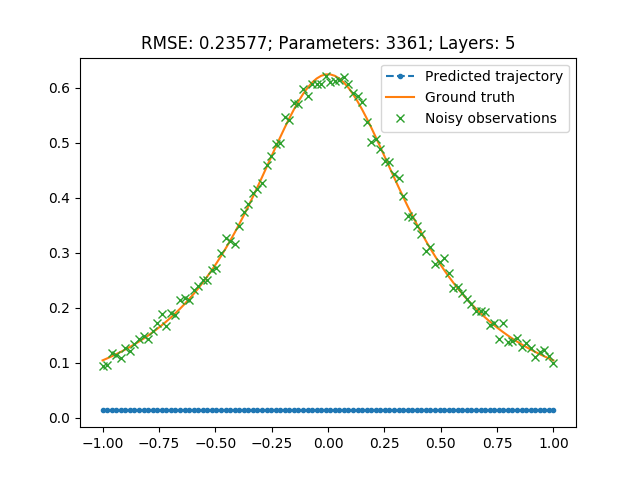 RMSE: 0.23577; Parameters: 3361; Layers: 5
Predicted trajectory
Ground truth
Noisy observations
0.6
0.5
0.4
0.3
0.2
0.1
0.0
−1.00 −0.75 −0.50 −0.25 0.00 0.25 0.50 0.75 1.00